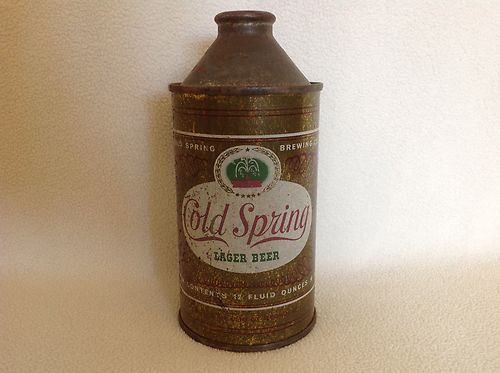 SPRING BREWING
Cold Spring
LAGER BEER
CONTENTS 12 FLUID OUNCES